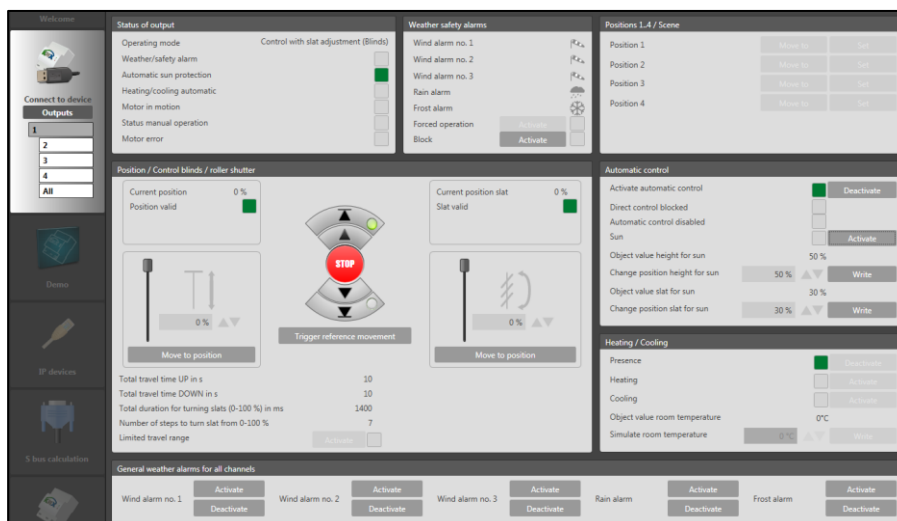 Welcome
Connect to device
Outputs
1
2
3
4
All
Demo
IP devices
S bus calculation
Status of output
Operating mode Control with slat adjustment (Blinds)
Weather/safety alarm
Automatic sun protection
Heating/cooling automatic
Motor in motion
Status manual operation
Motor error
Weather safety alarms
Wind alarm no. 1
Wind alarm no. 2
Wind alarm no. 3
Rain alarm
Frost alarm
Forced operation Activate
Block Activate
Positions 1..4 / Scene
Position 1 Move to Set
Position 2 Move to Set
Position 3 Move to Set
Position 4 Move to Set
Position / Control blinds / roller shutter
Current position 0 %
Position valid
0 %
Move to position
STOP
Trigger reference movement
Current position slat 0 %
Slat valid
0 %
Move to position
Total travel time UP in s 10
Total travel time DOWN in s 10
Total duration for turning slats (0-100 %) in ms 1400
Number of steps to turn slat from 0-100 % 7
Limited travel range Activate
Automatic control
Activate automatic control Deactivate
Direct control blocked
Automatic control disabled
Sun Activate
Object value height for sun 50 %
Change position height for sun 50 % Write
Object value slat for sun 30 %
Change position slat for sun 30 % Write
Heating / Cooling
Presence Deactivate
Heating Activate
Cooling Activate
Object value room temperature 0°C
Simulate room temperature 0 °C Write
General weather alarms for all channels
Wind alarm no. 1 Activate Deactivate
Wind alarm no. 2 Activate Deactivate
Wind alarm no. 3 Activate Deactivate
Rain alarm Activate Deactivate
Frost alarm Activate Deactivate